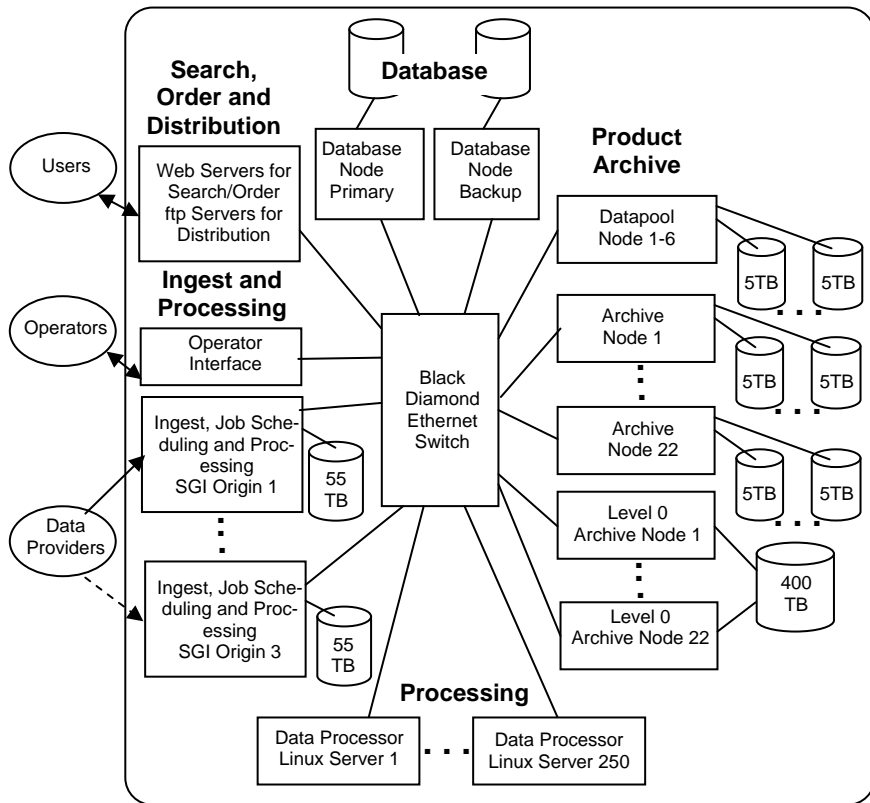 Search,
Order and
Distribution
Database
Users
Web Servers for
Search/Order
ftp Servers for
Distribution
Database
Node
Primary
Database
Node
Backup
Product
Archive
Datapool
Node 1-6
5TB
5TB
. . .
Ingest and
Processing
Operators
Operator
Interface
Black
Diamond
Ethernet
Switch
Archive
Node 1
5TB
5TB
. . .
Ingest, Job Sche-
duling and Proc-
essing
SGI Origin 1
55
TB
Archive
Node 22
5TB
5TB
. . .
Data
Providers
Level 0
Archive Node 1
400
TB
Ingest, Job Sche-
duling and Proc-
essing
SGI Origin 3
55
TB
Level 0
Archive Node 22
Processing
Data Processor
Linux Server 1
. . .
Data Processor
Linux Server 250